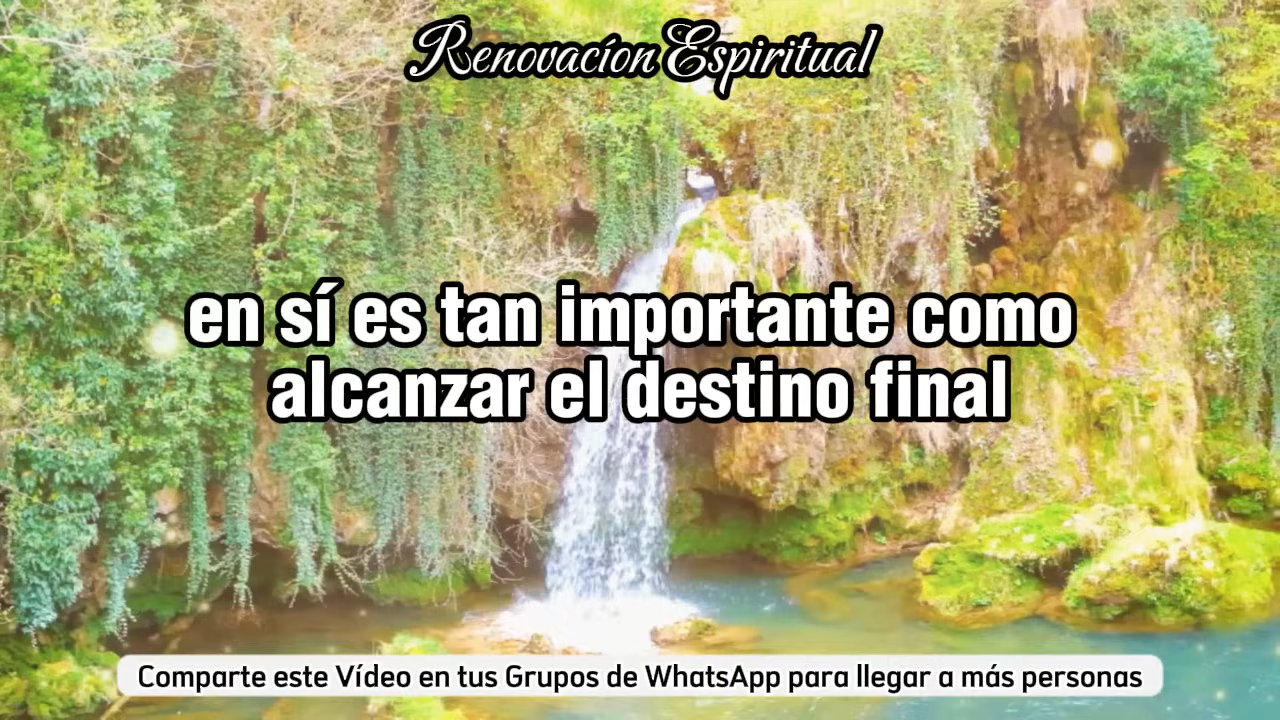 Renovacíon Espiritual
en sí es tan importante como
alcanzar el destino final
Comparte este Vídeo en tus Grupos de WhatsApp para llegar a más personas